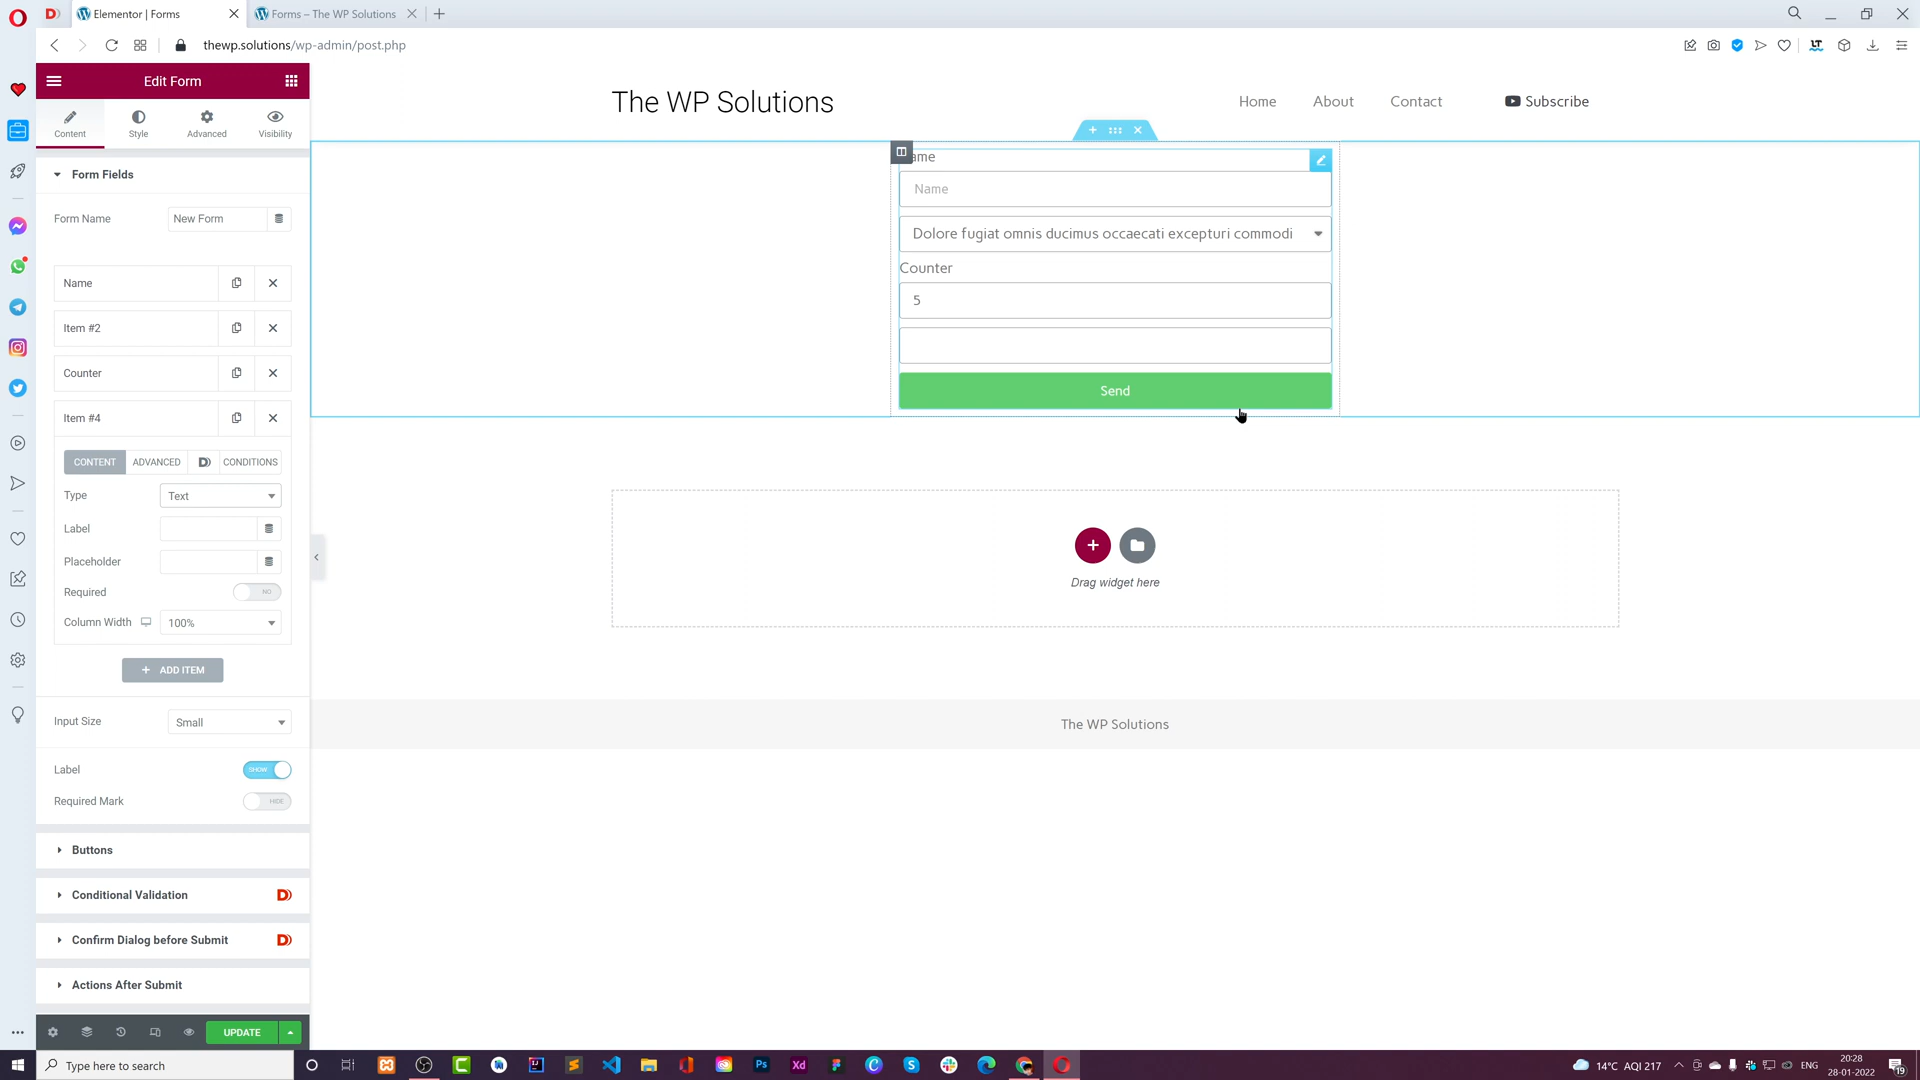 Elementor | Forms
Forms – The WP Solutions
thewp.solutions/wp-admin/post.php
Edit Form
Content
Style
Advanced
Visibility
Form Fields
Form Name
New Form
Name
Item #2
Counter
Item #4
CONTENT
ADVANCED
CONDITIONS
Type
Text
Label
Placeholder
Required
NO
Column Width
100%
ADD ITEM
Input Size
Small
Label
SHOW
Required Mark
HIDE
Buttons
Conditional Validation
Confirm Dialog before Submit
Actions After Submit
UPDATE
The WP Solutions
Home
About
Contact
Subscribe
ame
Name
Dolore fugiat omnis ducimus occaecati excepturi commodi
Counter
5
Send
Drag widget here
The WP Solutions
Type here to search
Ps
Xd
14°C AQI 217
ENG
20:28
28-01-2022
19